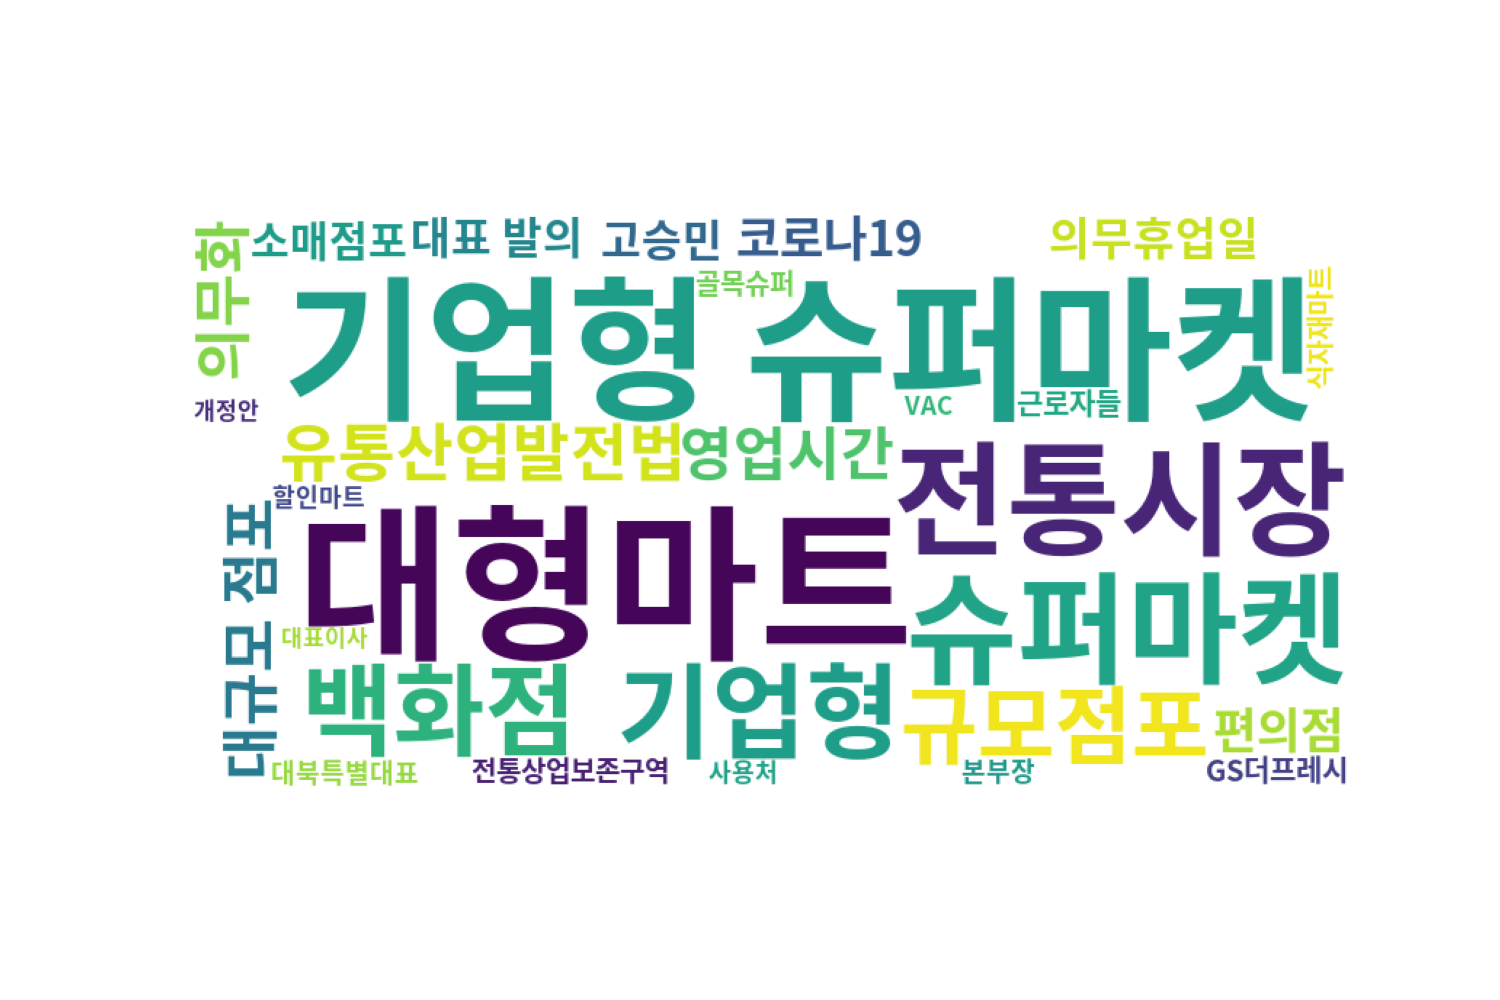 의무화
소매점포
대표 발의
고승민
코로나19
의무휴업일
골목슈퍼
식자재마트
기업형 슈퍼마켓
VAC
근로자들
개정안
유통산업발전법
영업시간
전통시장
할인마트
대규모 점포
대형마트
슈퍼마켓
대표이사
백화점
기업형
규모점포
편의점
대북특별대표
전통상업보존구역
사용처
본부장
GS더프레시